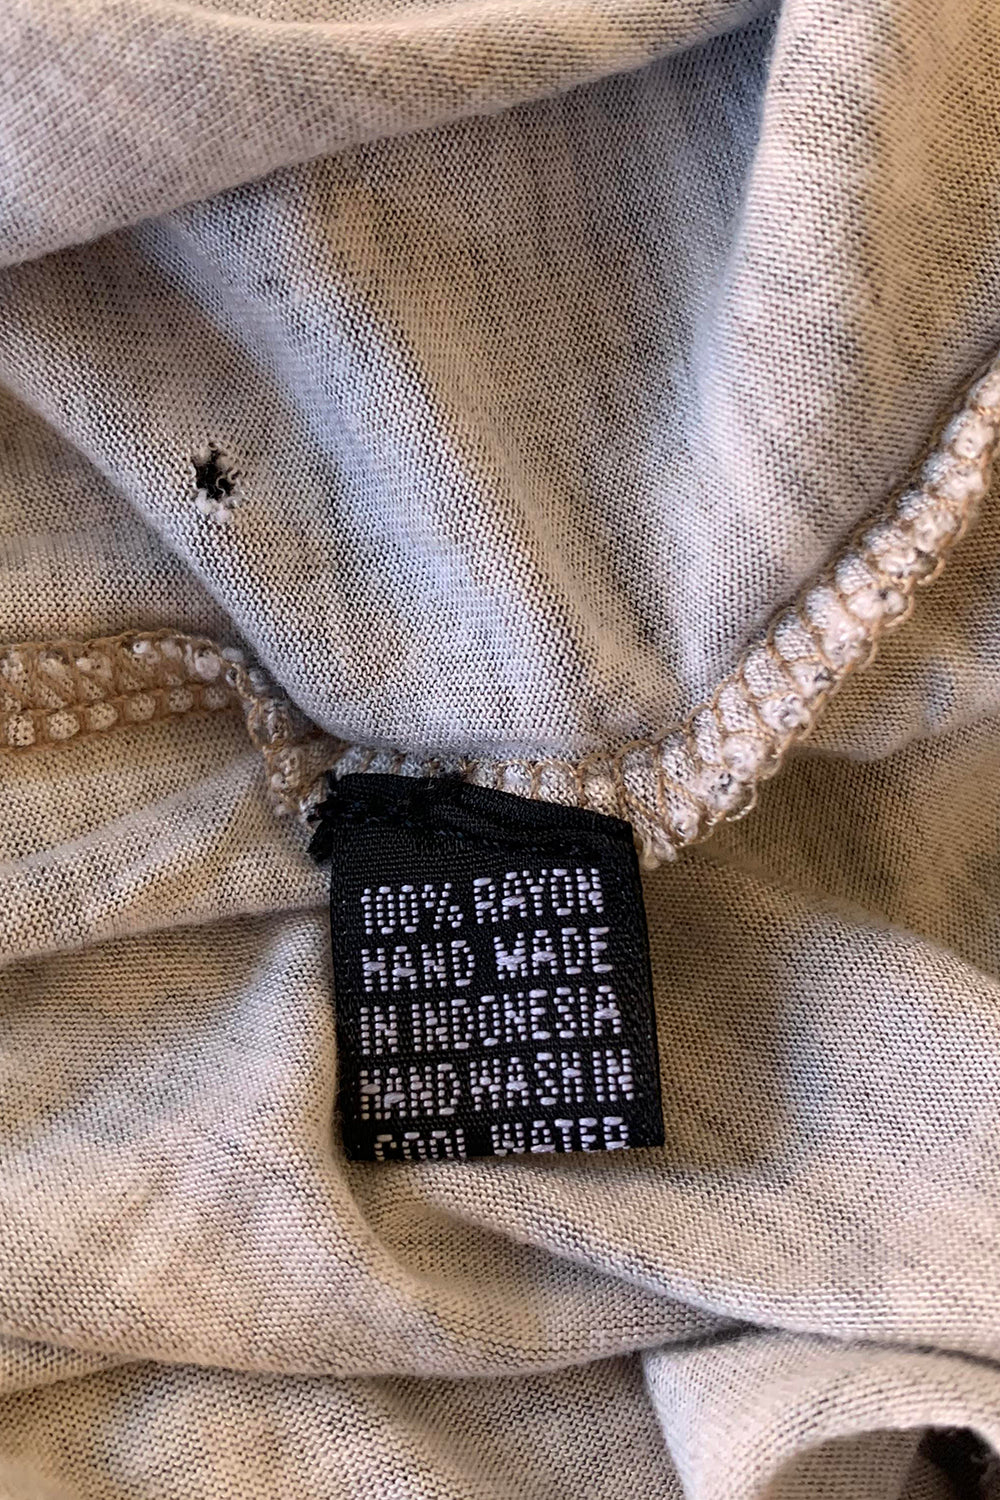 100% RAYON
HAND MADE
IN INDONESIA
HAND WASH IN
COOL WATER